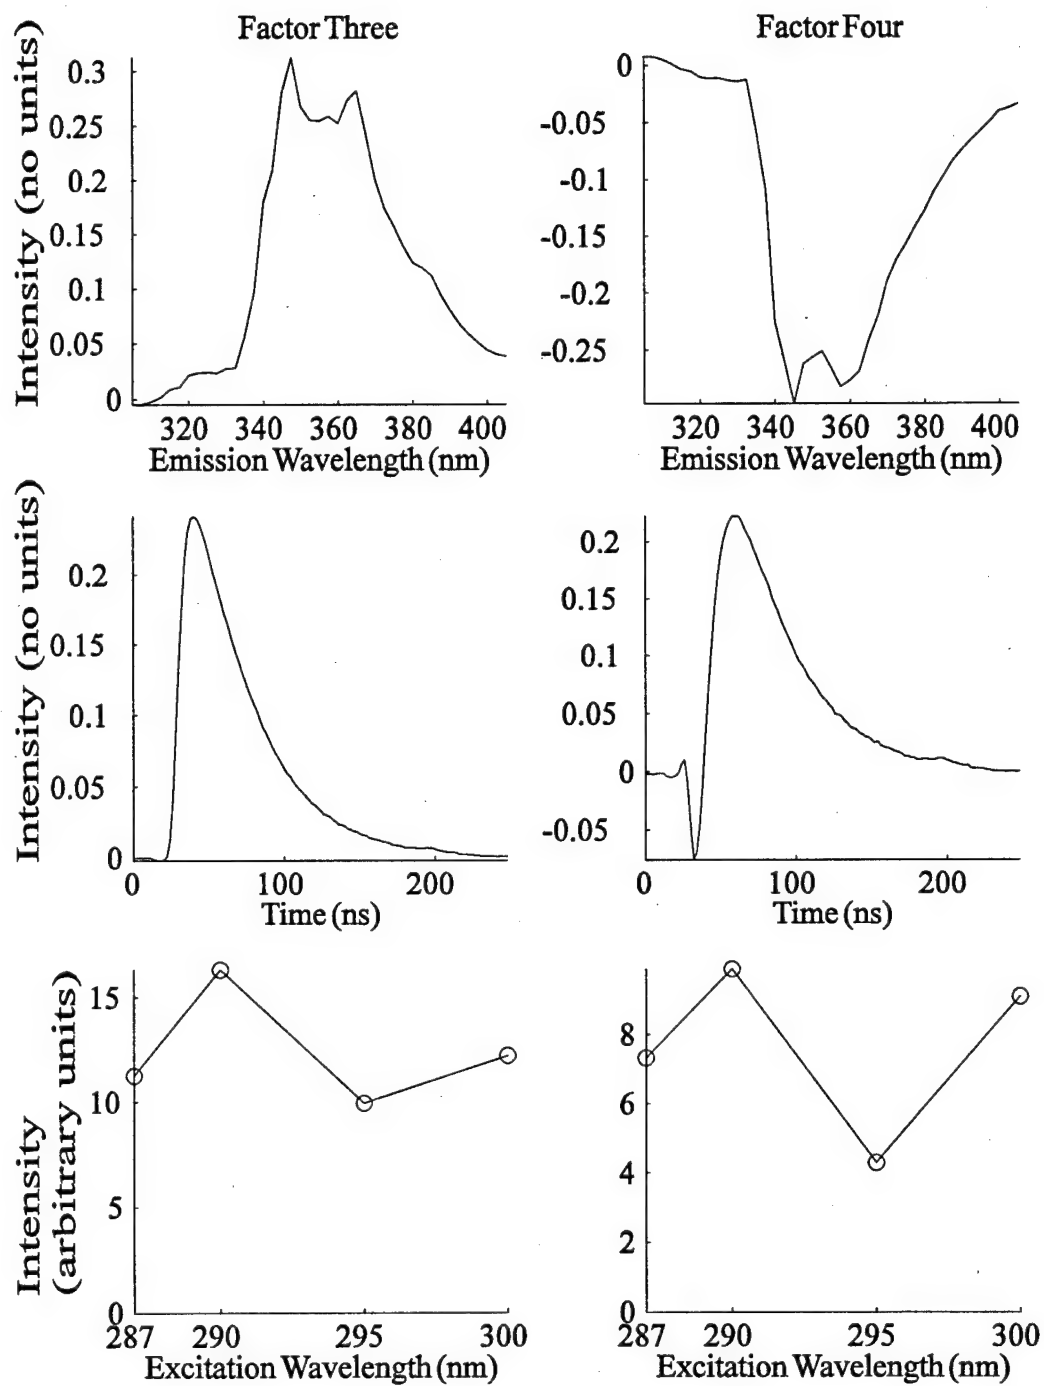 Factor Three
Intensity (no units)
0.3
0.25
0.2
0.15
0.1
0.05
0
320 340 360 380 400
Emission Wavelength (nm)
Factor Four
0
-0.05
-0.1
-0.15
-0.2
-0.25
320 340 360 380 400
Emission Wavelength (nm)
Intensity (no units)
0.2
0.15
0.1
0.05
0
0 100 200
Time (ns)
0.2
0.15
0.1
0.05
0
-0.05
0 100 200
Time (ns)
Intensity
(arbitrary units)
15
10
5
0
287 290 295 300
Excitation Wavelength (nm)
8
6
4
2
0
287 290 295 300
Excitation Wavelength (nm)